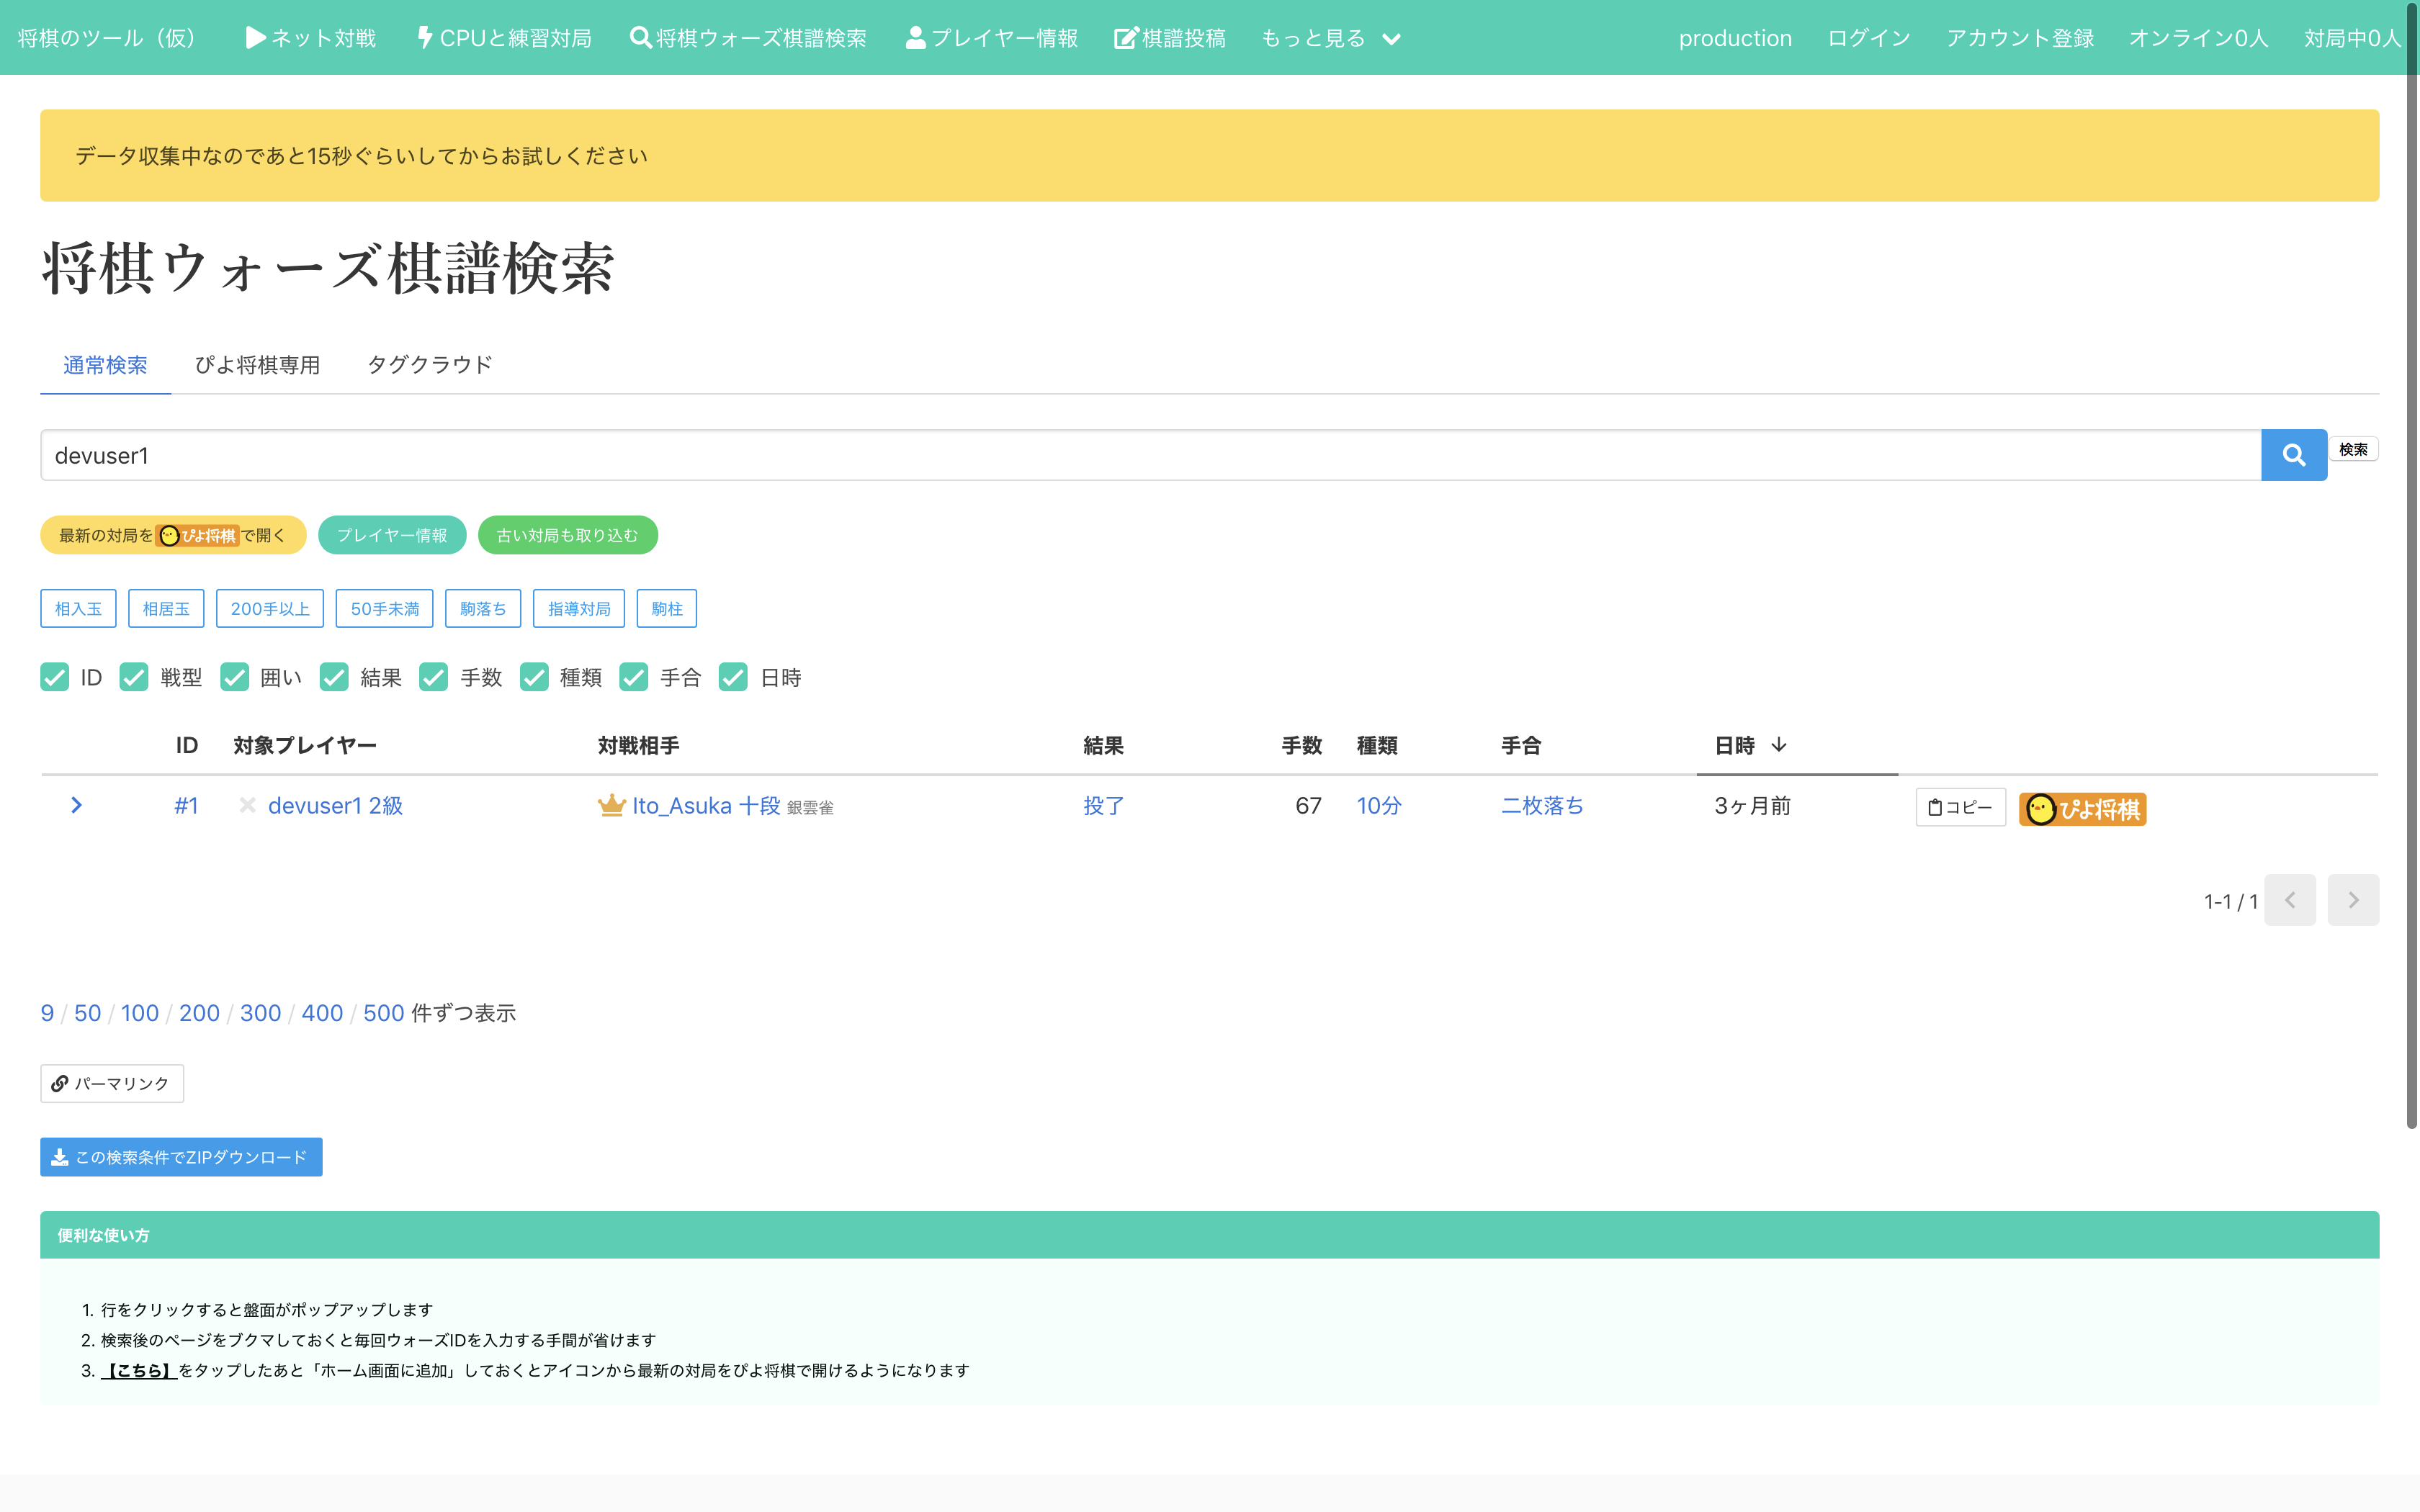 将棋のツール（仮） ネット対戦 CPUと練習対局 将棋ウォーズ棋譜検索 プレイヤー情報 棋譜投稿 もっと見る production ログイン アカウント登録 オンライン0人 対局中0人
データ収集中なのであと15秒ぐらいしてからお試しください
将棋ウォーズ棋譜検索
通常検索 ぴよ将棋専用 タグクラウド
devuser1 検索
最新の対局をぴよ将棋で開く プレイヤー情報 古い対局も取り込む
相入玉 相居玉 200手以上 50手未満 駒落ち 指導対局 駒柱
ID 戦型 囲い 結果 手数 種類 手合 日時
ID 対象プレイヤー 対戦相手 結果 手数 種類 手合 日時
#1 devuser1 2級 Ito_Asuka 十段 銀雲雀 投了 67 10分 二枚落ち 3ヶ月前 コピー ぴよ将棋
1-1 / 1
9 / 50 / 100 / 200 / 300 / 400 / 500 件ずつ表示
パーマリンク
この検索条件でZIPダウンロード
便利な使い方
1. 行をクリックすると盤面がポップアップします
2. 検索後のページをブクマしておくと毎回ウォーズIDを入力する手間が省けます
3. 【こちら】をタップしたあと「ホーム画面に追加」しておくとアイコンから最新の対局をぴよ将棋で開けるようになります